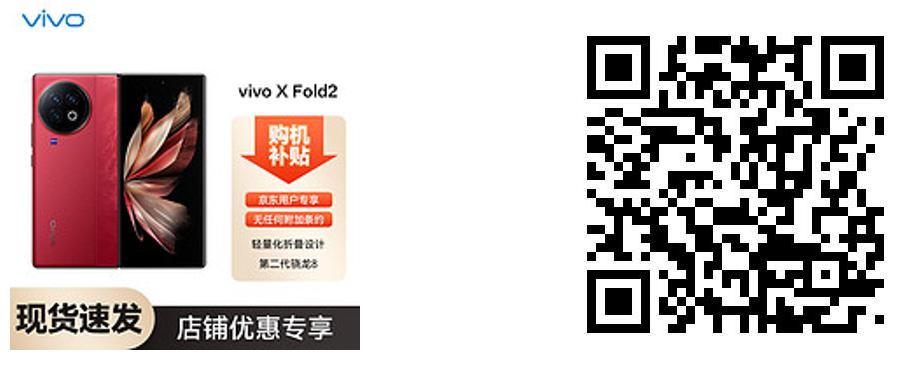 vivo
vivo X Fold2
购机
补贴
京东用户专享
无任何附加条约
轻量化折叠设计
第二代骁龙8
vivo
现货速发
店铺优惠专享